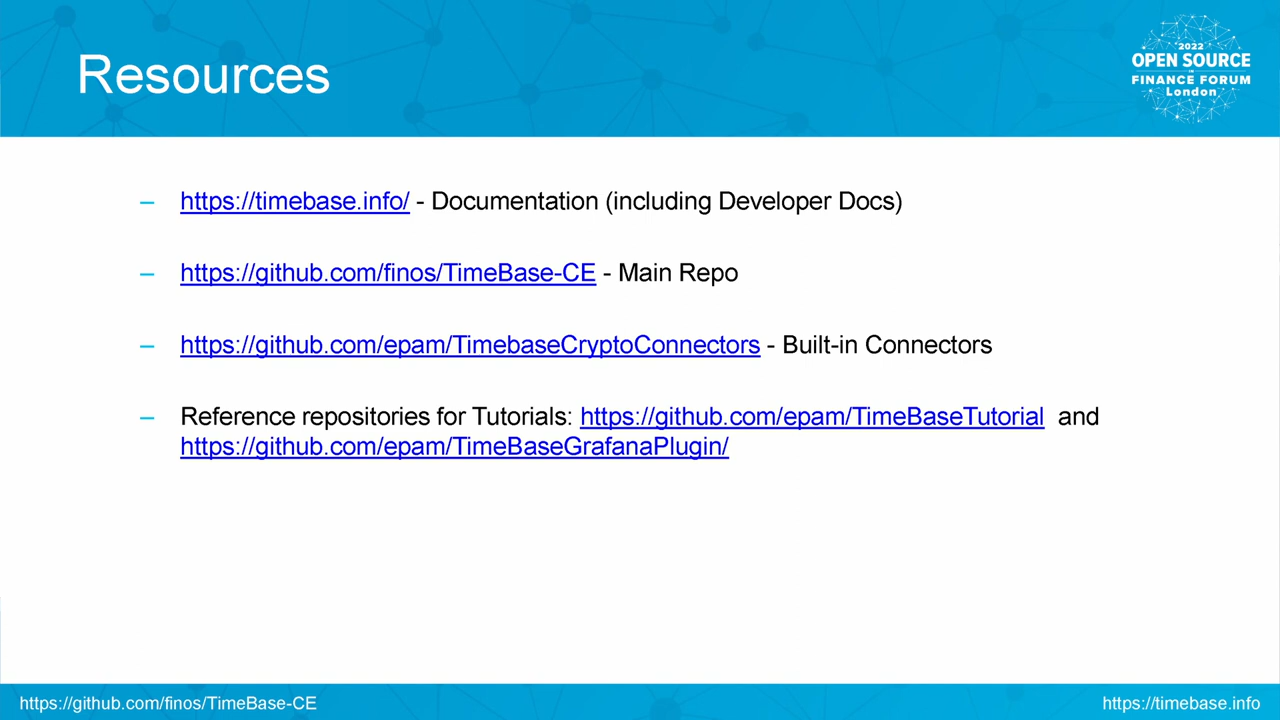 Resources
2022
OPEN SOURCE
IN
FINANCE FORUM
London
– https://timebase.info/ - Documentation (including Developer Docs)
– https://github.com/finos/TimeBase-CE - Main Repo
– https://github.com/epam/TimebaseCryptoConnectors - Built-in Connectors
– Reference repositories for Tutorials: https://github.com/epam/TimeBaseTutorial and
https://github.com/epam/TimeBaseGrafanaPlugin/
https://github.com/finos/TimeBase-CE
https://timebase.info